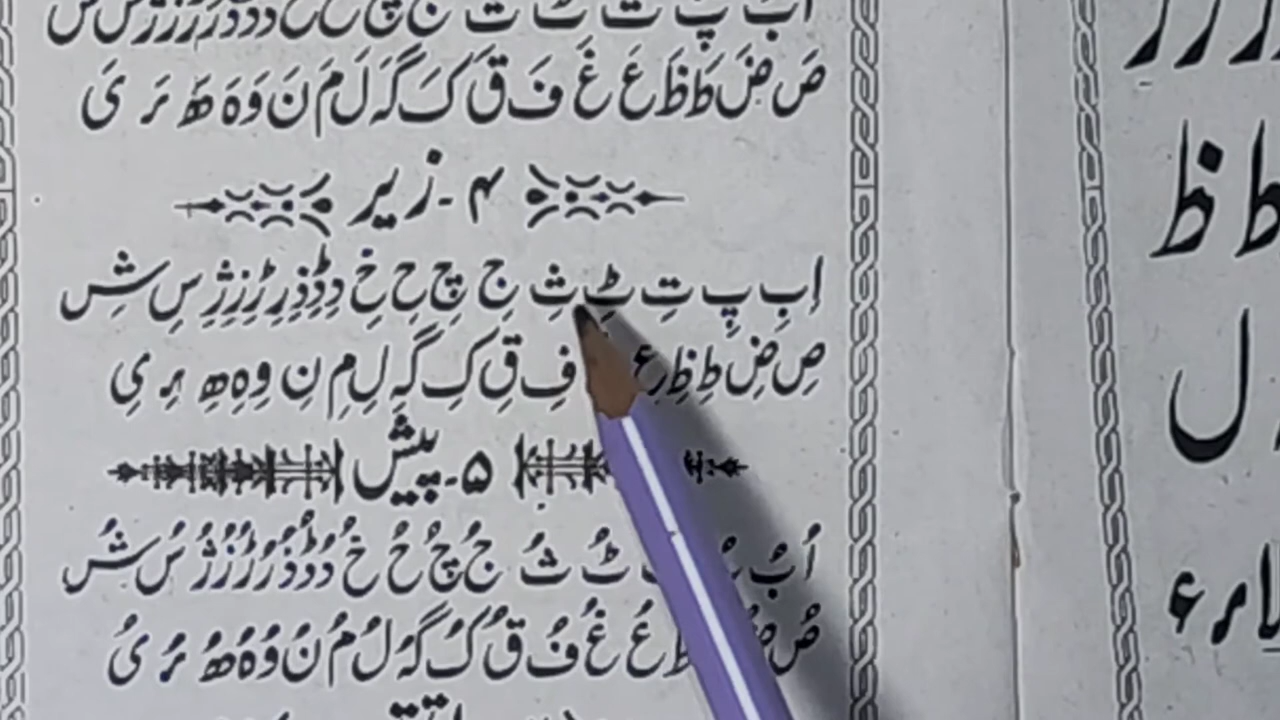 اَ بَ پَ تَ ٹَ ثَ جَ چَ حَ خَ دَ ڈَ ذَ رَ ڑَ زَ ژَ سَ شَ
صَ ضَ طَ ظَ عَ غَ فَ قَ کَ گَ لَ مَ نَ وَ ہَ ھَ ءَ یَ
۴۔ زیر
اِ بِ پِ تِ ٹِ ثِ جِ چِ حِ خِ دِ ڈِ ذِ رِ ڑِ زِ ژِ سِ شِ
صِ ضِ طِ ظِ عِ فِ قِ کِ گِ لِ مِ نِ وِ ہِ ھِ ءِ یِ
۵۔ پیش
اُ بُ ٹُ ثُ جُ چُ حُ خُ دُ ڈُ ذُ رُ ڑُ زُ ژُ سُ شُ
صُ عُ غُ فُ قُ کُ گُ لُ مُ نُ وُ ہُ ھُ ءُ یُ
ط ظ
ل
ء